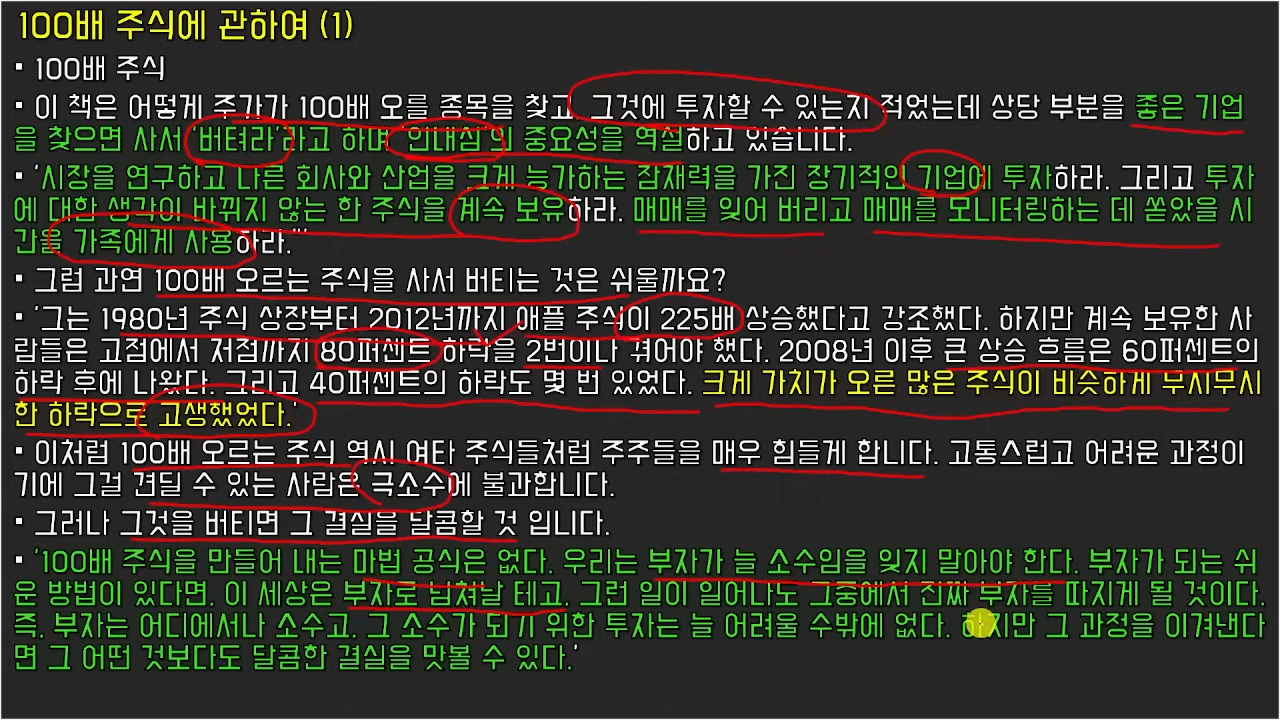 100배 주식에 관하여 (1)
▪ 100배 주식
▪ 이 책은 어떻게 주가가 100배 오를 종목을 찾고, 그것에 투자할 수 있는지 적었는데 상당 부분을 좋은 기업
을 찾으면 사서 '버텨라'라고 하며 '인내심'의 중요성을 역설하고 있습니다.
▪ '시장을 연구하고 다른 회사와 산업을 크게 능가하는 잠재력을 가진 장기적인 기업에 투자하라. 그리고 투자
에 대한 생각이 바뀌지 않는 한 주식을 계속 보유하라. 매매를 잊어 버리고 매매를 모니터링하는 데 쏟았을 시
간을 가족에게 사용하라."'
▪ 그럼 과연 100배 오르는 주식을 사서 버티는 것은 쉬울까요?
▪ '그는 1980년 주식 상장부터 2012년까지 애플 주식이 225배 상승했다고 강조했다. 하지만 계속 보유한 사
람들은 고점에서 저점까지 80퍼센트 하락을 2번이나 겪어야 했다. 2008년 이후 큰 상승 흐름은 60퍼센트의
하락 후에 나왔다. 그리고 40퍼센트의 하락도 몇 번 있었다. 크게 가치가 오른 많은 주식이 비슷하게 무시무시
한 하락으로 고생했었다.'
▪ 이처럼 100배 오르는 주식 역시 여타 주식들처럼 주주들을 매우 힘들게 합니다. 고통스럽고 어려운 과정이
기에 그걸 견딜 수 있는 사람은 극소수에 불과합니다.
▪ 그러나 그것을 버티면 그 결실을 달콤할 것 입니다.
▪ '100배 주식을 만들어 내는 마법 공식은 없다. 우리는 부자가 늘 소수임을 잊지 말아야 한다. 부자가 되는 쉬
운 방법이 있다면, 이 세상은 부자로 넘쳐날 테고, 그런 일이 일어나도 그중에서 진짜 부자를 따지게 될 것이다.
즉, 부자는 어디에서나 소수고, 그 소수가 되기 위한 투자는 늘 어려울 수밖에 없다. 하지만 그 과정을 이겨낸다
면 그 어떤 것보다도 달콤한 결실을 맛볼 수 있다.'